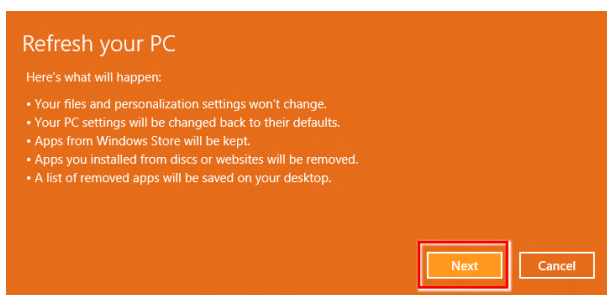 Refresh your PC
Here's what will happen:
• Your files and personalization settings won't change.
• Your PC settings will be changed back to their defaults.
• Apps from Windows Store will be kept.
• Apps you installed from discs or websites will be removed.
• A list of removed apps will be saved on your desktop.
Next Cancel